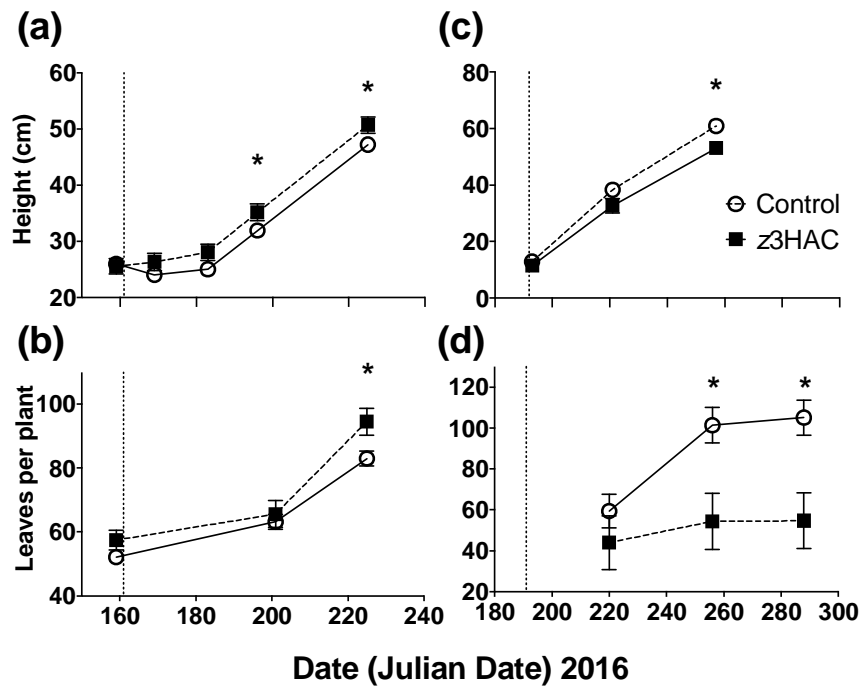 (a)
60
50
40
30
20
Height (cm)
*
*
(c)
80
60
40
20
0
*
Control
z3HAC
(b)
100
80
60
40
Leaves per plant
*
160 180 200 220 240
(d)
120
100
80
60
40
20
*
*
180 200 220 240 260 280 300
Date (Julian Date) 2016